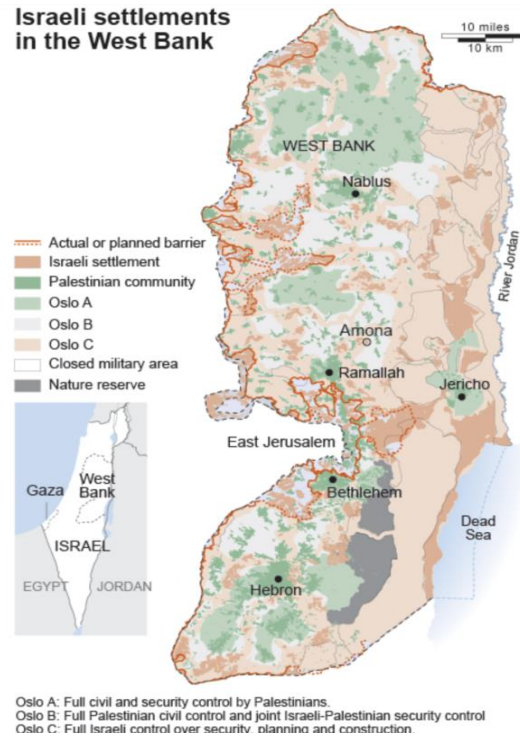 Israeli settlements
in the West Bank
10 miles
10 km
WEST BANK
Nablus
River Jordan
Actual or planned barrier
Israeli settlement
Palestinian community
Oslo A
Oslo B
Oslo C
Closed military area
Nature reserve
Amona
Ramallah
Jericho
East Jerusalem
Bethlehem
Dead
Sea
Hebron
West
Bank
Gaza
ISRAEL
EGYPT
JORDAN
Oslo A: Full civil and security control by Palestinians.
Oslo B: Full Palestinian civil control and joint Israeli-Palestinian security control
Oslo C: Full Israeli control over security, planning and construction.